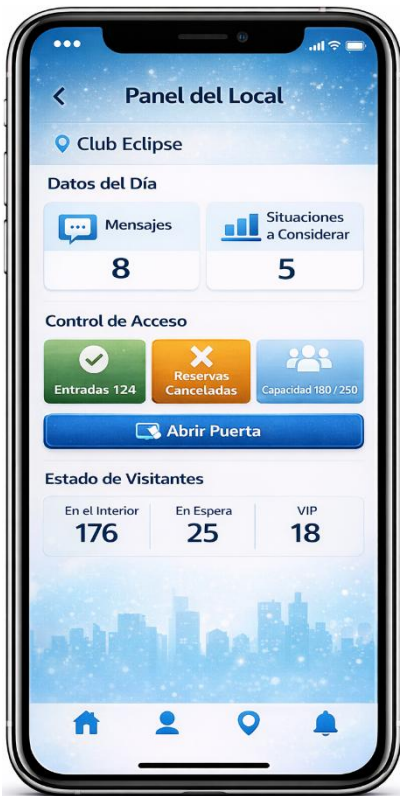 Panel del Local
Club Eclipse
Datos del Día
Mensajes
8
Situaciones
a Considerar
5
Control de Acceso
Entradas 124
Reservas
Canceladas
Capacidad 180 / 250
Abrir Puerta
Estado de Visitantes
En el Interior
176
En Espera
25
VIP
18